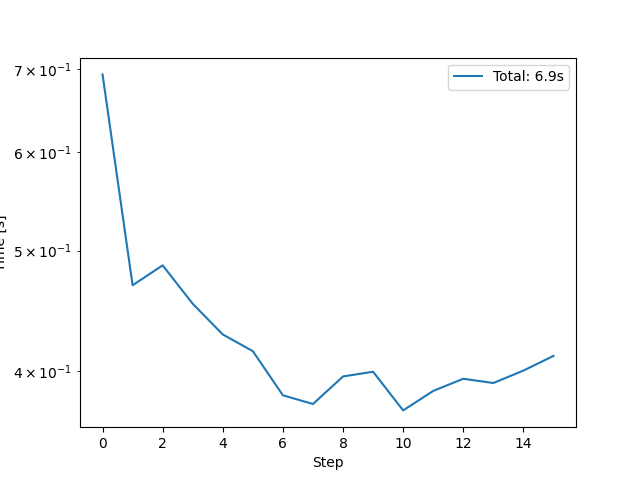 Total: 6.9s
7 × 10⁻¹
6 × 10⁻¹
5 × 10⁻¹
4 × 10⁻¹
[s]
0 2 4 6 8 10 12 14
Step